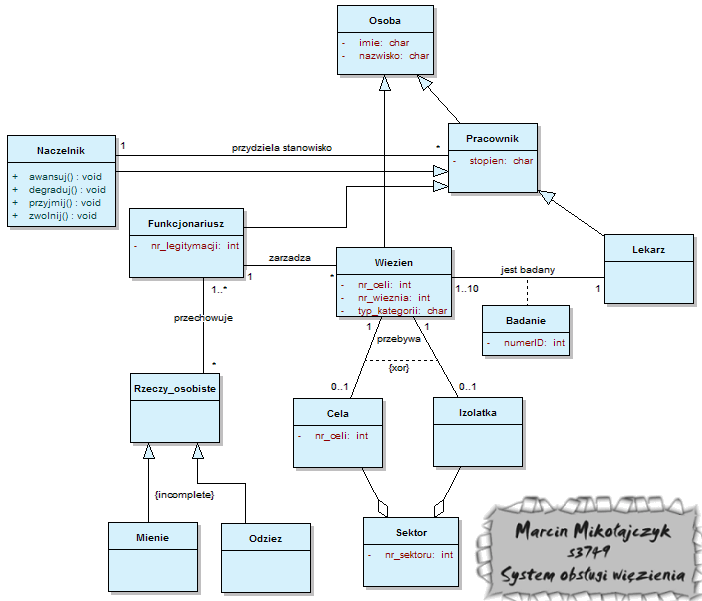 Osoba
- imie: char
- nazwisko: char
Naczelnik
+ awansuj() : void
+ degraduj() : void
+ przyjmij() : void
+ zwolnij() : void
1
przydziela stanowisko
*
Pracownik
- stopien: char
Funkcjonariusz
- nr_legitymacji: int
zarzadza
1
*
Wiezien
- nr_celi: int
- nr_wieznia: int
- typ_kategorii: char
jest badany
1..10
1
Lekarz
Badanie
- numerID: int
1..*
przechowuje
*
1
1
przebywa
{xor}
0..1
0..1
Rzeczy_osobiste
Cela
- nr_celi: int
Izolatka
{incomplete}
Mienie
Odziez
Sektor
- nr_sektoru: int
Marcin Mikołajczyk
s3749
System obsługi więzienia